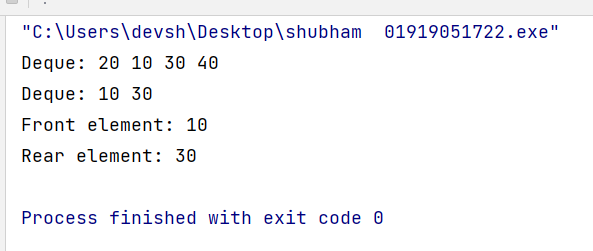 "C:\Users\devsh\Desktop\shubham  01919051722.exe"
Deque: 20 10 30 40
Deque: 10 30
Front element: 10
Rear element: 30
Process finished with exit code 0